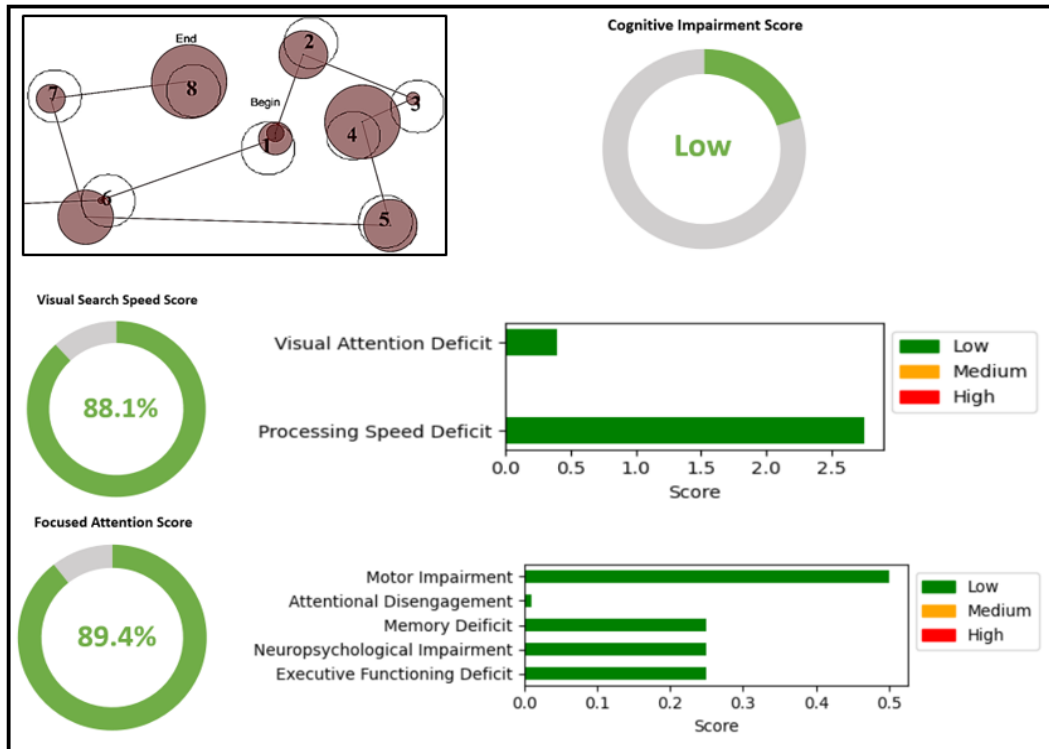 End
2
7
8
Begin
3
1
4
6
5
Cognitive Impairment Score
Low
Visual Search Speed Score
88.1%
Visual Attention Deficit
Processing Speed Deficit
0.0 0.5 1.0 1.5 2.0 2.5
Score
Low
Medium
High
Focused Attention Score
89.4%
Motor Impairment
Attentional Disengagement
Memory Deificit
Neuropsychological Impairment
Executive Functioning Deficit
0.0 0.1 0.2 0.3 0.4 0.5
Score
Low
Medium
High